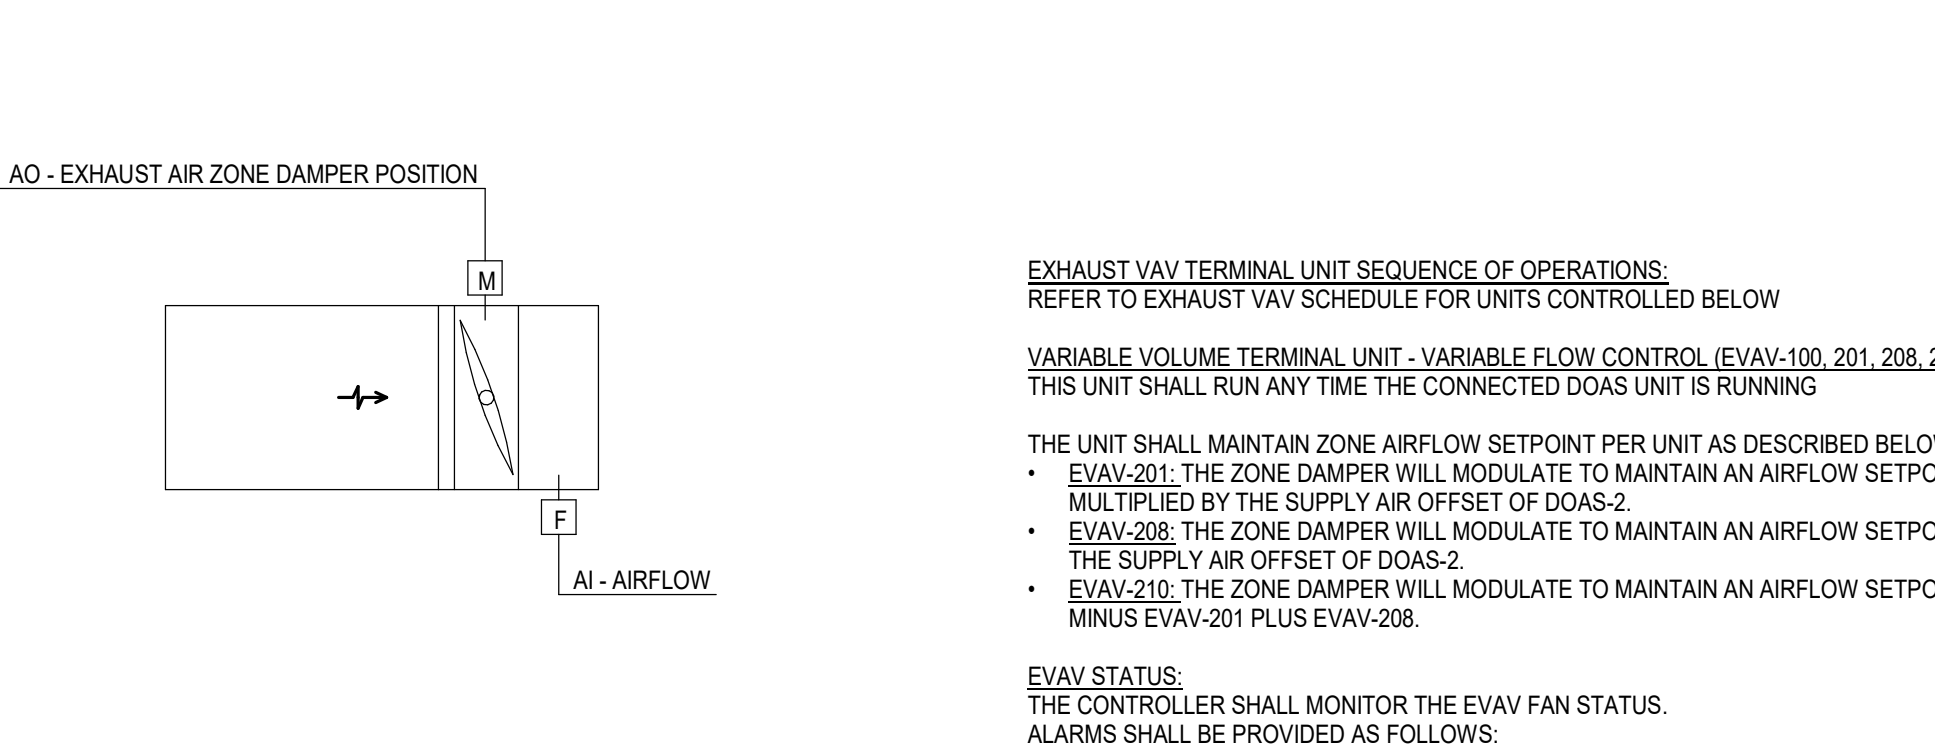 AO - EXHAUST AIR ZONE DAMPER POSITION
M
F
AI - AIRFLOW
EXHAUST VAV TERMINAL UNIT SEQUENCE OF OPERATIONS:
REFER TO EXHAUST VAV SCHEDULE FOR UNITS CONTROLLED BELOW
VARIABLE VOLUME TERMINAL UNIT - VARIABLE FLOW CONTROL (EVAV-100, 201, 208,
THIS UNIT SHALL RUN ANY TIME THE CONNECTED DOAS UNIT IS RUNNING
THE UNIT SHALL MAINTAIN ZONE AIRFLOW SETPOINT PER UNIT AS DESCRIBED
• EVAV-201: THE ZONE DAMPER WILL MODULATE TO MAINTAIN AN AIRFLOW
MULTIPLIED BY THE SUPPLY AIR OFFSET OF DOAS-2.
• EVAV-208: THE ZONE DAMPER WILL MODULATE TO MAINTAIN AN AIRFLOW
THE SUPPLY AIR OFFSET OF DOAS-2.
• EVAV-210: THE ZONE DAMPER WILL MODULATE TO MAINTAIN AN AIRFLOW
MINUS EVAV-201 PLUS EVAV-208.
EVAV STATUS:
THE CONTROLLER SHALL MONITOR THE EVAV FAN STATUS.
ALARMS SHALL BE PROVIDED AS FOLLOWS: